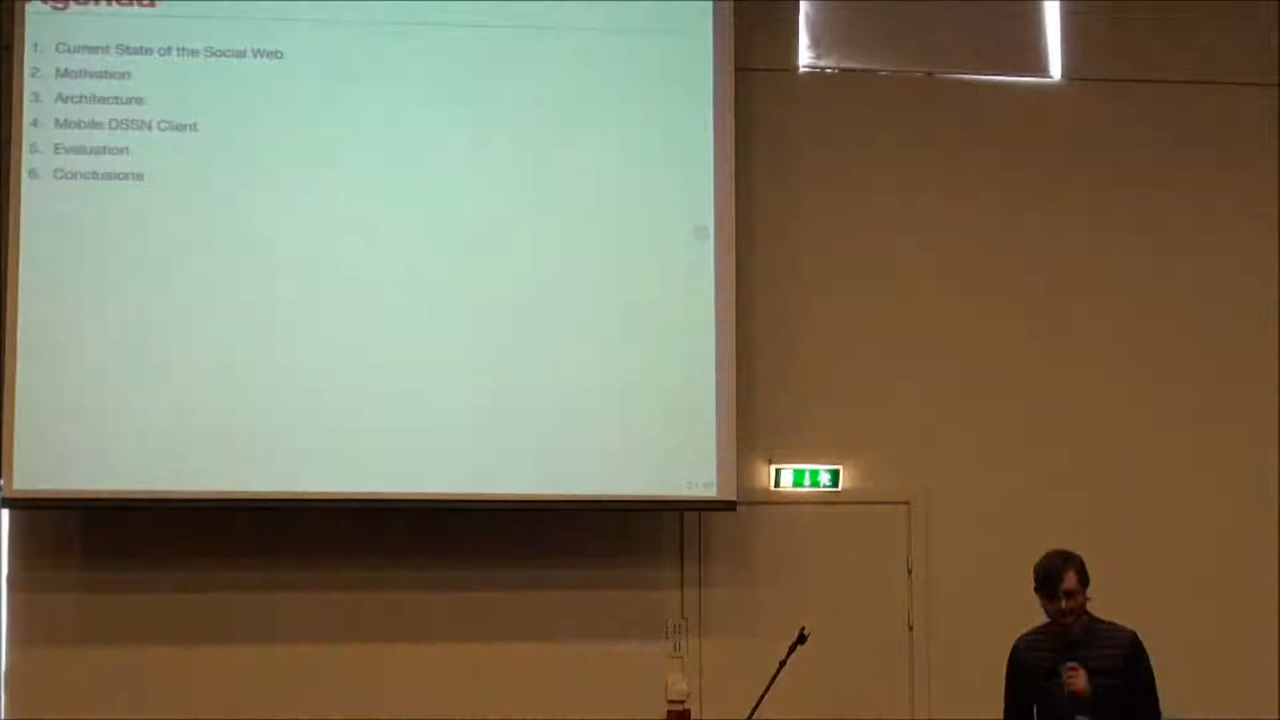 Agenda
1. Current State of the Social Web
2. Motivation
3. Architecture
4. Mobile DSSN Client
5. Evaluation
6. Conclusions